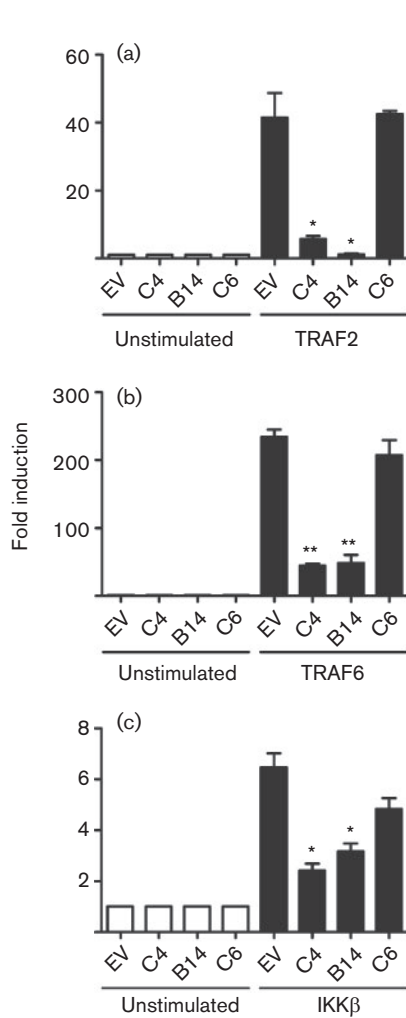 (a)
60
40
20
*
*
EV C4 B14 C6 EV C4 B14 C6
Unstimulated TRAF2
(b)
300
200
100
**
**
EV C4 B14 C6 EV C4 B14 C6
Unstimulated TRAF6
Fold induction
(c)
8
6
4
2
*
*
EV C4 B14 C6 EV C4 B14 C6
Unstimulated IKKβ